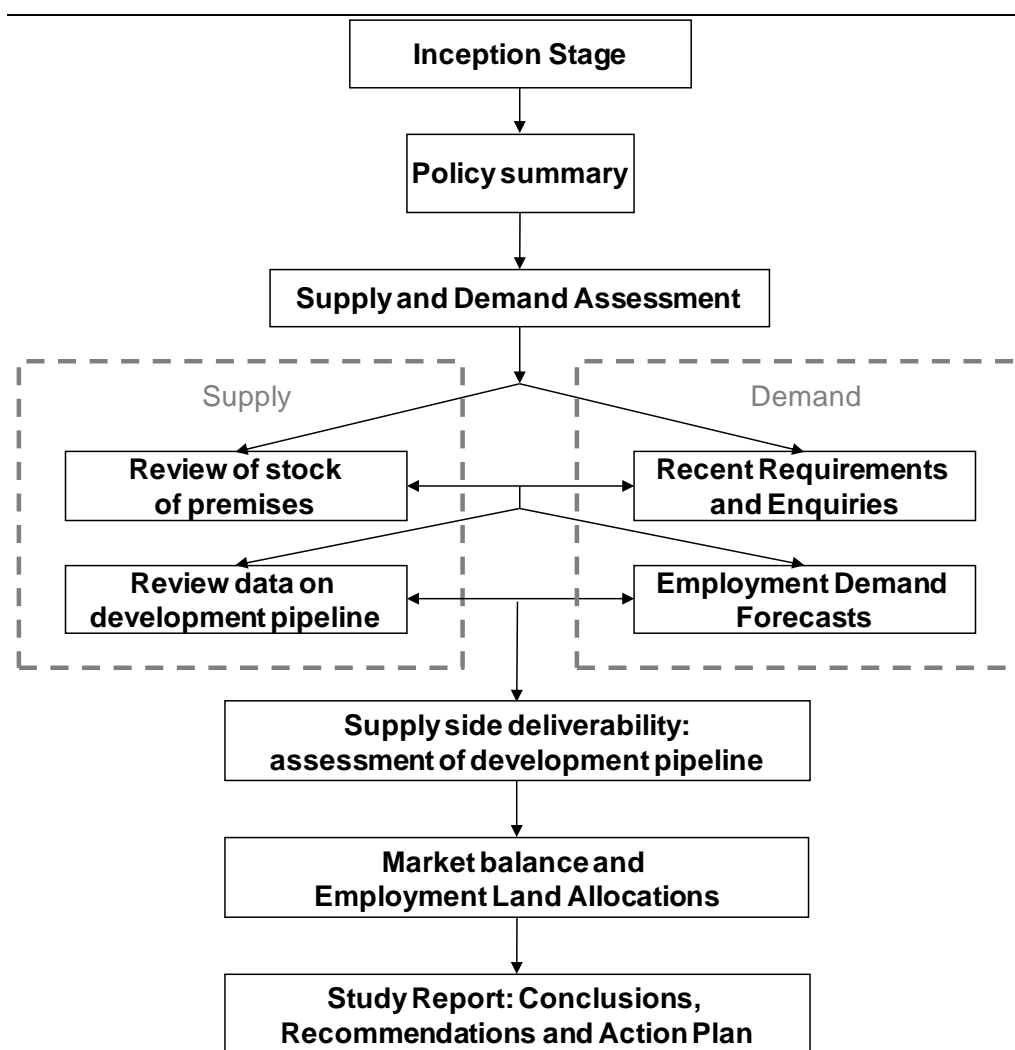 Inception Stage
Policy summary
Supply and Demand Assessment
Supply
Demand
Review of stock
of premises
Recent Requirements
and Enquiries
Review data on
development pipeline
Employment Demand
Forecasts
Supply side deliverability:
assessment of development pipeline
Market balance and
Employment Land Allocations
Study Report: Conclusions,
Recommendations and Action Plan